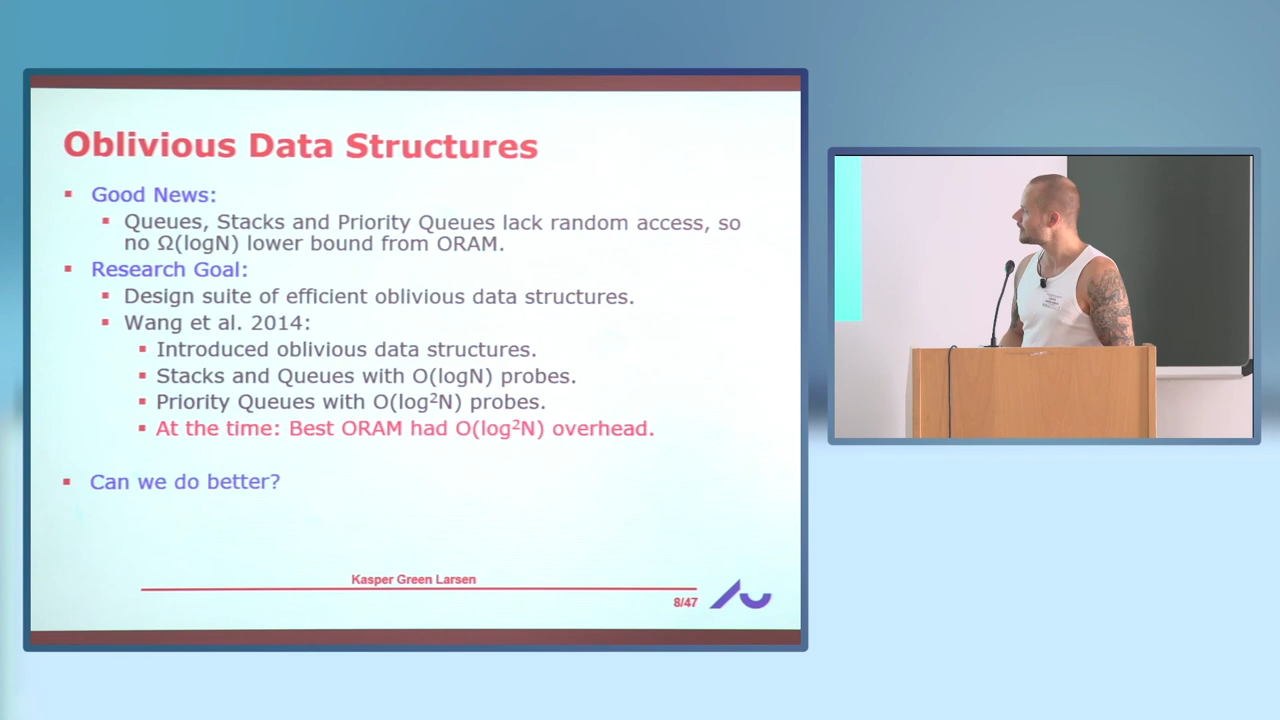 Oblivious Data Structures
Good News:
Queues, Stacks and Priority Queues lack random access, so
no Ω(logN) lower bound from ORAM.
Research Goal:
Design suite of efficient oblivious data structures.
Wang et al. 2014:
Introduced oblivious data structures.
Stacks and Queues with O(logN) probes.
Priority Queues with O(log²N) probes.
At the time: Best ORAM had O(log²N) overhead.
Can we do better?
Kasper Green Larsen
8/47